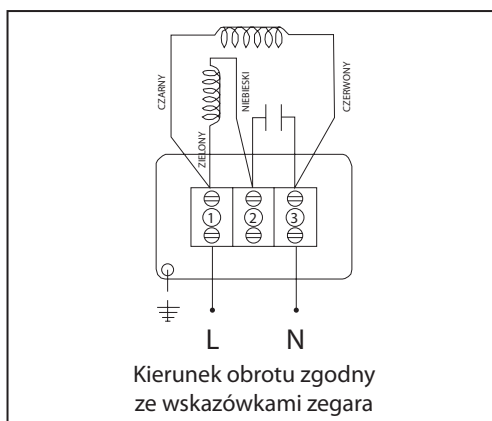 CZARNY
ZIELONY
NIEBIESKI
CZERWONY
1 2 3
L N
Kierunek obrotu zgodny
ze wskazówkami zegara